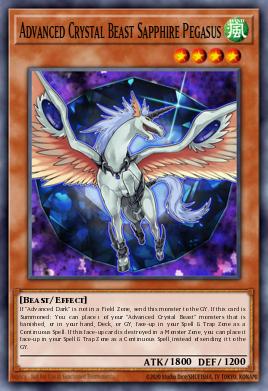 Advanced Crystal Beast Sapphire Pegasus
WIND
風
[Beast/Effect]
If "Advanced Dark" is not in a Field Zone, send this monster to the GY. If this card is
Summoned: You can place 1 of your "Advanced Crystal Beast" monsters that is
banished, or in your hand, Deck, or GY, face-up in your Spell & Trap Zone as a
Continuous Spell. If this face-up card is destroyed in a Monster Zone, you can place it
face-up in your Spell & Trap Zone as a Continuous Spell, instead of sending it to the
GY.
ATK/1800 DEF/1200
©2020 Studio Dice/SHUEISHA, TV TOKYO, KONAMI